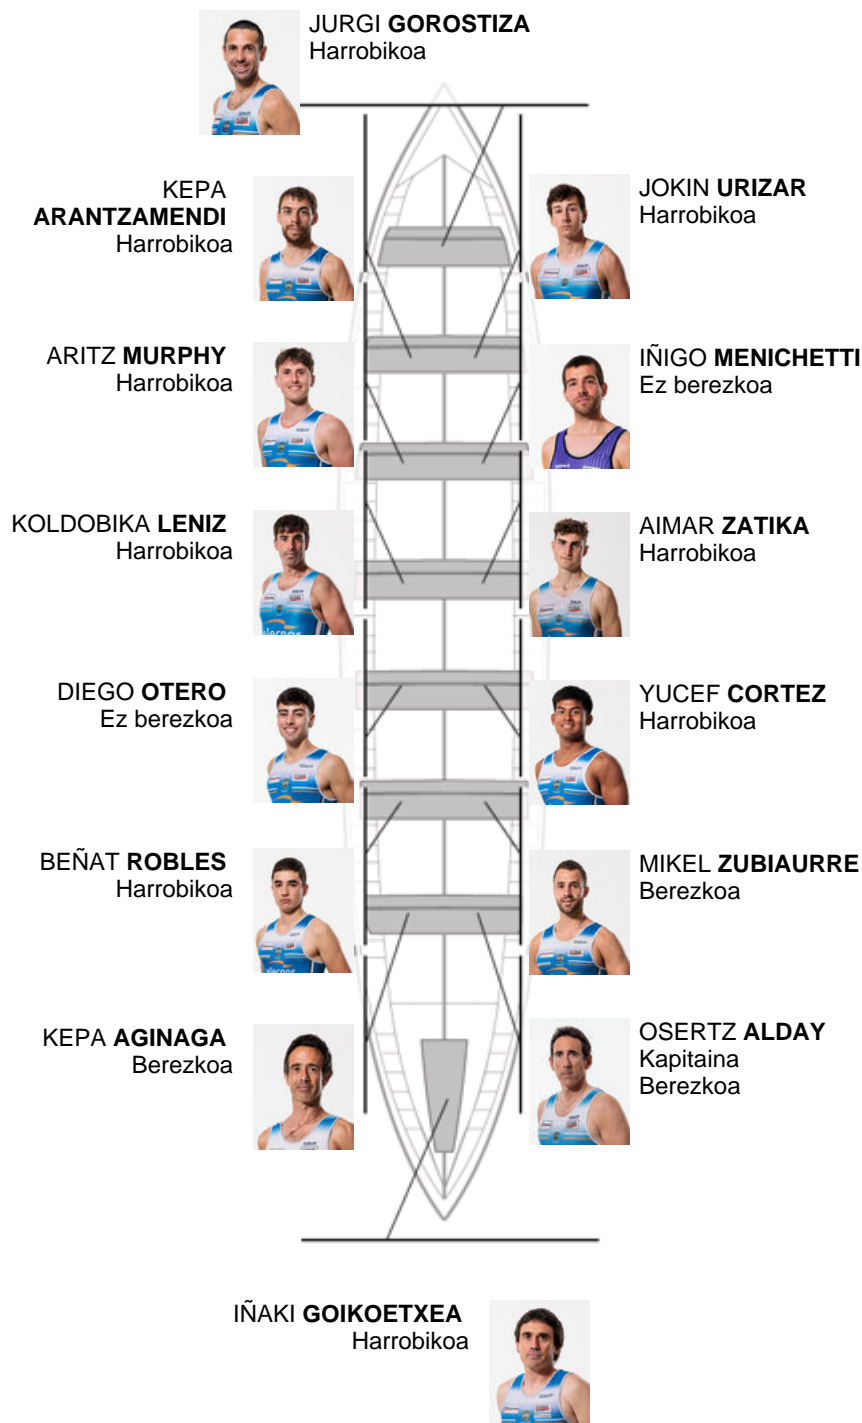 JURGI GOROSTIZA
Harrobikoa
KEPA
ARANTZAMENDI
Harrobikoa
JOKIN URIZAR
Harrobikoa
ARITZ MURPHY
Harrobikoa
IÑIGO MENICHETTI
Ez berezkoa
KOLDOBIKA LENIZ
Harrobikoa
AIMAR ZATIKA
Harrobikoa
DIEGO OTERO
Ez berezkoa
YUCEF CORTEZ
Harrobikoa
BEÑAT ROBLES
Harrobikoa
MIKEL ZUBIAURRE
Berezkoa
KEPA AGINAGA
Berezkoa
OSERTZ ALDAY
Kapitaina
Berezkoa
IÑAKI GOIKOETXEA
Harrobikoa